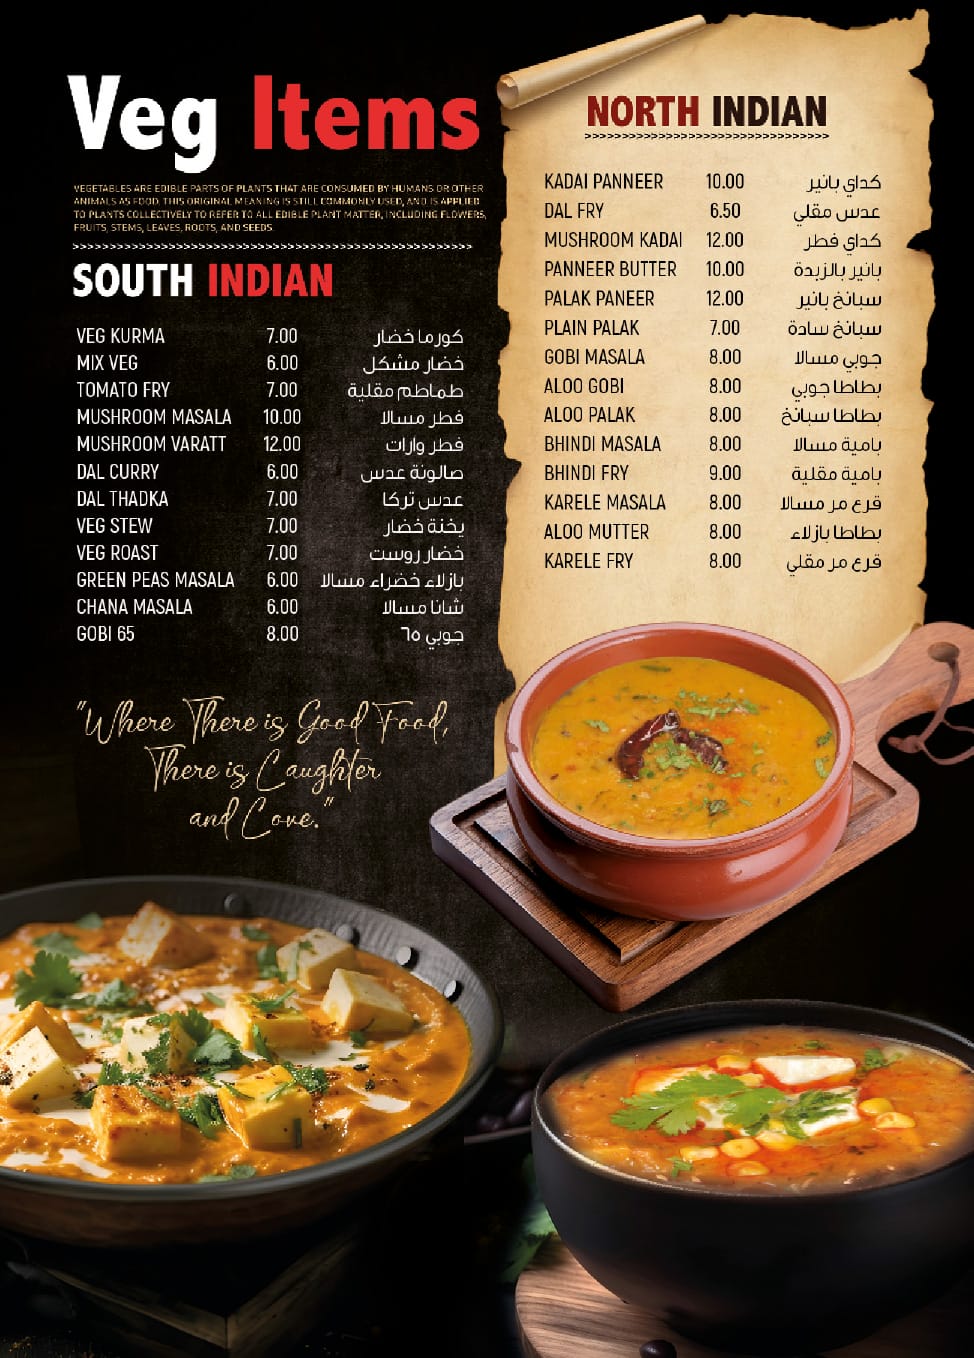 Veg Items
VEGETABLES ARE EDIBLE PARTS OF PLANTS THAT ARE CONSUMED BY HUMANS OR OTHER
ANIMALS AS FOOD. THIS ORIGINAL MEANING IS STILL COMMONLY USED, AND IS APPLIED
TO PLANTS COLLECTIVELY TO REFER TO ALL EDIBLE PLANT MATTER, INCLUDING FLOWERS,
FRUITS, STEMS, LEAVES, ROOTS, AND SEEDS.
SOUTH INDIAN
VEG KURMA 7.00 كورما خضار
MIX VEG 6.00 خضار مشكل
TOMATO FRY 7.00 طماطم مقلية
MUSHROOM MASALA 10.00 فطر مسالا
MUSHROOM VARATT 12.00 فطر وارات
DAL CURRY 6.00 صالونة عدس
DAL THADKA 7.00 عدس تركا
VEG STEW 7.00 يخنة خضار
VEG ROAST 7.00 خضار روست
GREEN PEAS MASALA 6.00 بازلاء خضراء مسالا
CHANA MASALA 6.00 شانا مسالا
GOBI 65 8.00 جوبي ٦٥
"Where There is Good Food,
There is Laughter
and Love."
NORTH INDIAN
KADAI PANNEER 10.00 كداي بانير
DAL FRY 6.50 عدس مقلي
MUSHROOM KADAI 12.00 كداي فطر
PANNEER BUTTER 10.00 بانير بالزبدة
PALAK PANEER 12.00 سبانخ بانير
PLAIN PALAK 7.00 سبانخ سادة
GOBI MASALA 8.00 جوبي مسالا
ALOO GOBI 8.00 بطاطا جوبي
ALOO PALAK 8.00 بطاطا سبانخ
BHINDI MASALA 8.00 بامية مسالا
BHINDI FRY 9.00 بامية مقلية
KARELE MASALA 8.00 قرع مر مسالا
ALOO MUTTER 8.00 بطاطا بازلاء
KARELE FRY 8.00 قرع مر مقلي